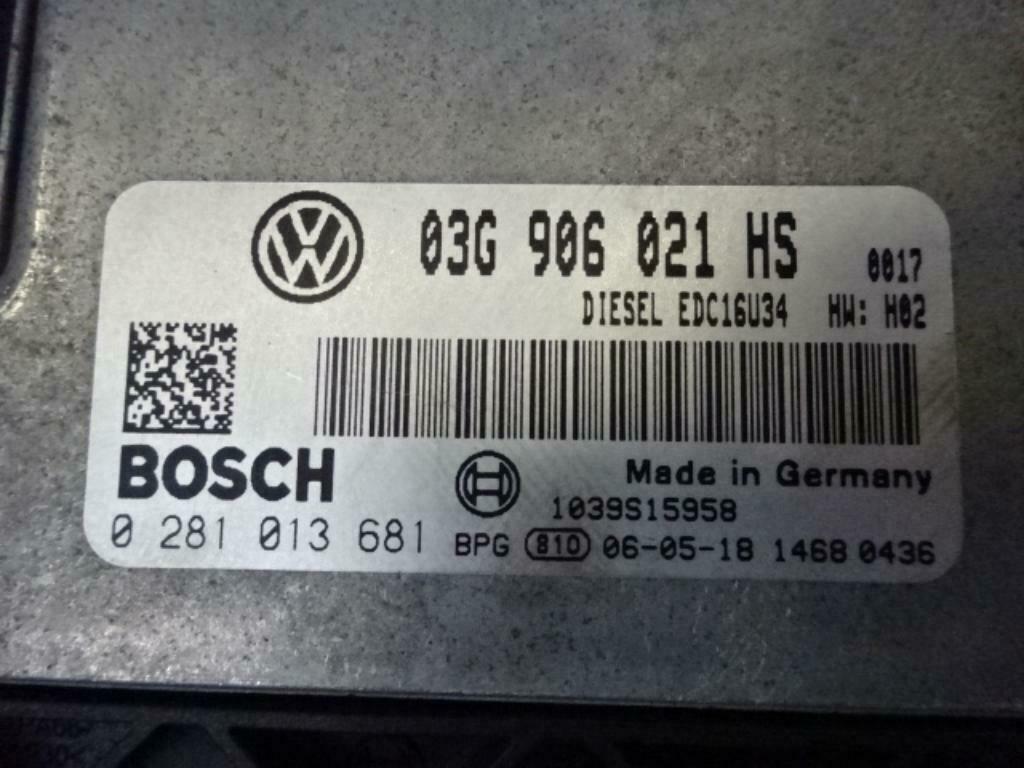 03G 906 021 HS 0017
DIESEL EDC16U34 HW: H02
BOSCH
Made in Germany
1039S15958
0 281 013 681 BPG 810 06-05-18 1468 0436